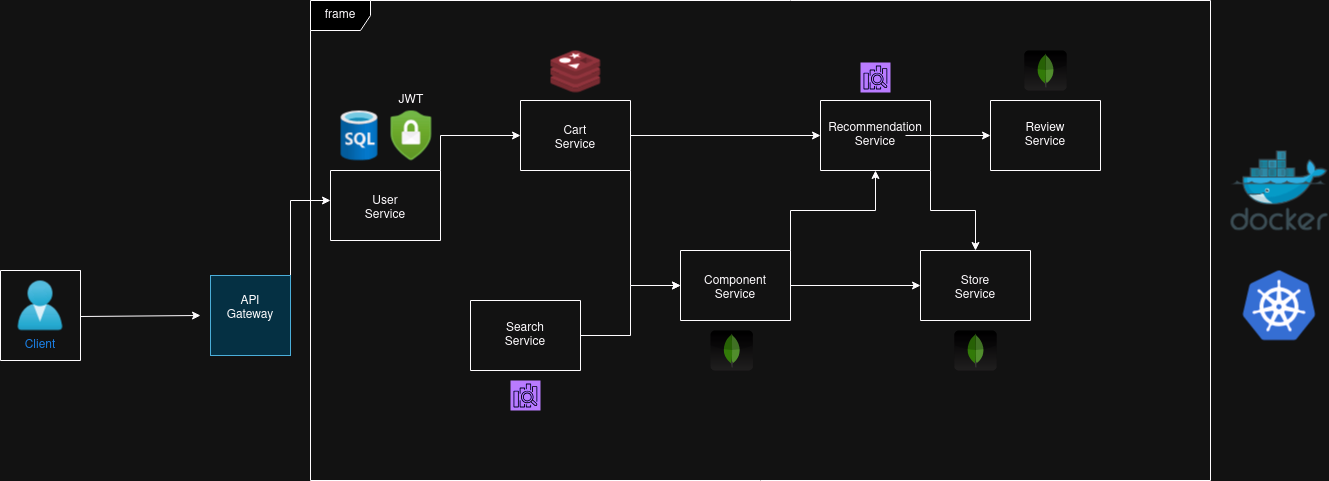 frame
JWT
SQL
Cart
Service
Recommendation
Service
Review
Service
User
Service
docker
API
Gateway
Component
Service
Store
Service
Search
Service
Client